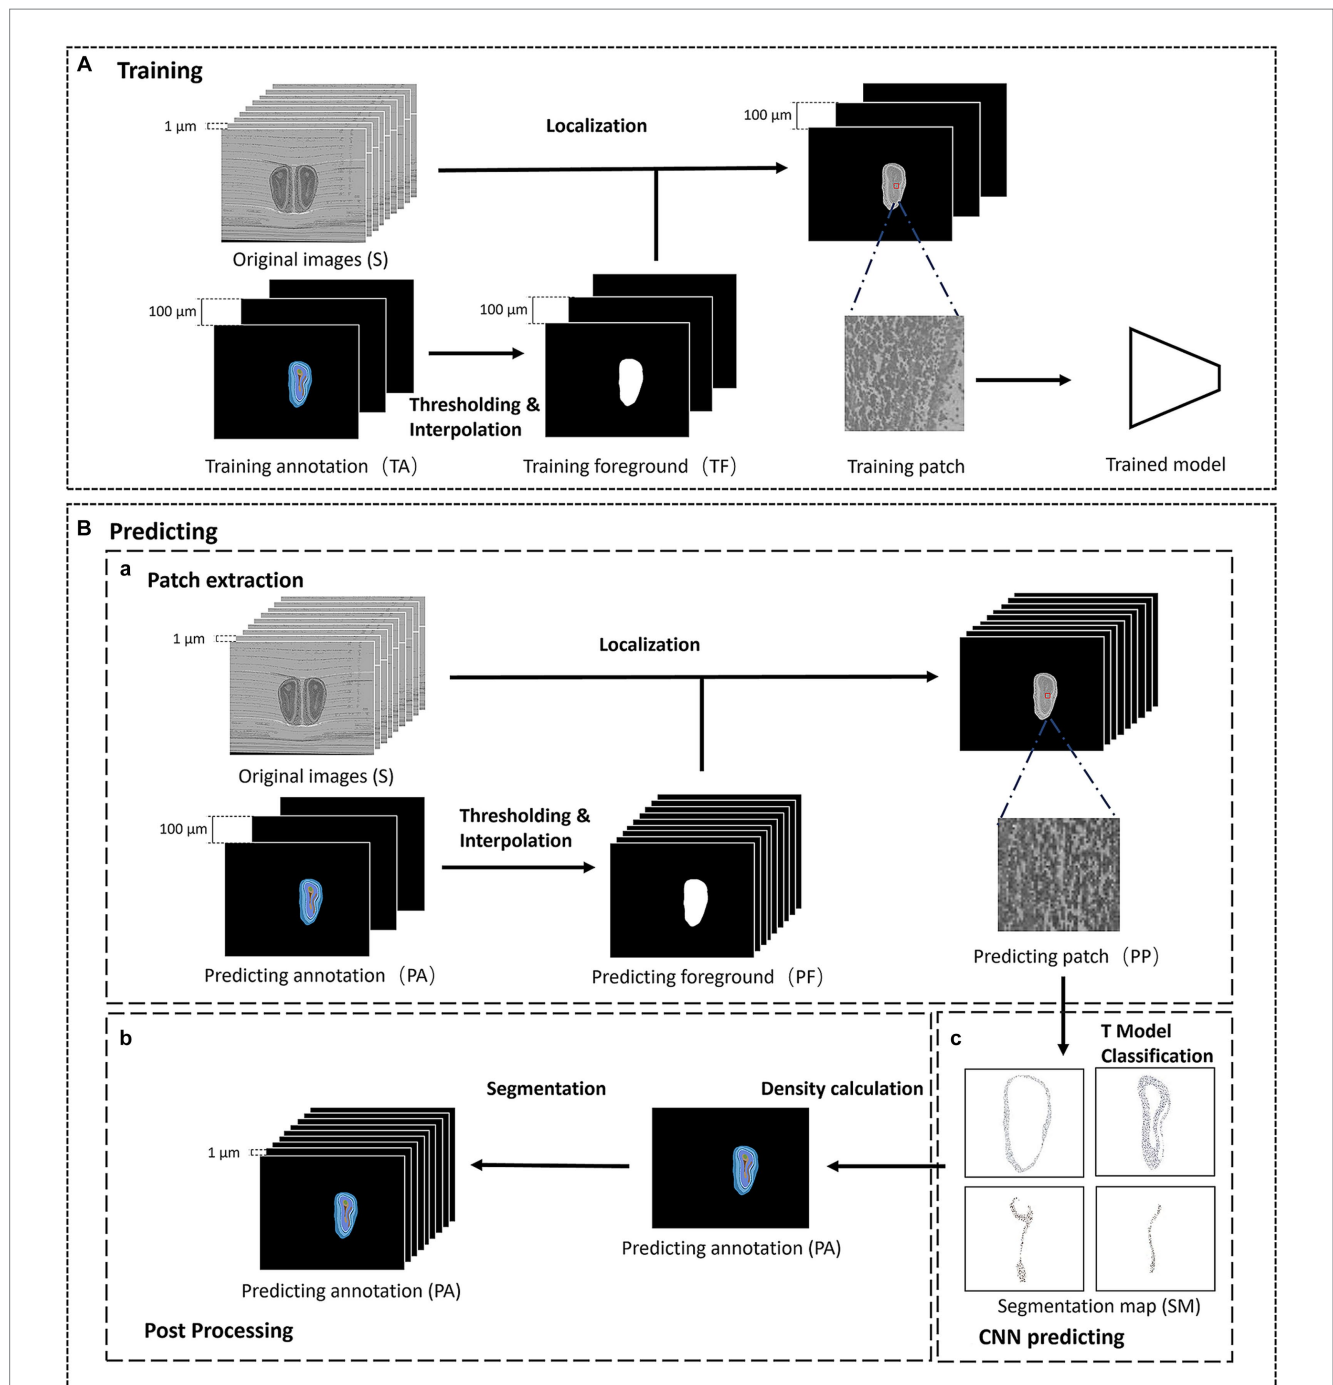 A
Training
1 μm
Localization
100 μm
Original images (S)
100 μm
100 μm
Thresholding &
Interpolation
Training annotation（TA）
Training foreground（TF）
Training patch
Trained model
B
Predicting
a
Patch extraction
1 μm
Localization
Original images (S)
100 μm
Thresholding &
Interpolation
Predicting annotation（PA）
Predicting foreground（PF）
Predicting patch（PP）
b
Segmentation
Density calculation
1 μm
Predicting annotation (PA)
Predicting annotation (PA)
Post Processing
c
T Model
Classification
Segmentation map (SM)
CNN predicting